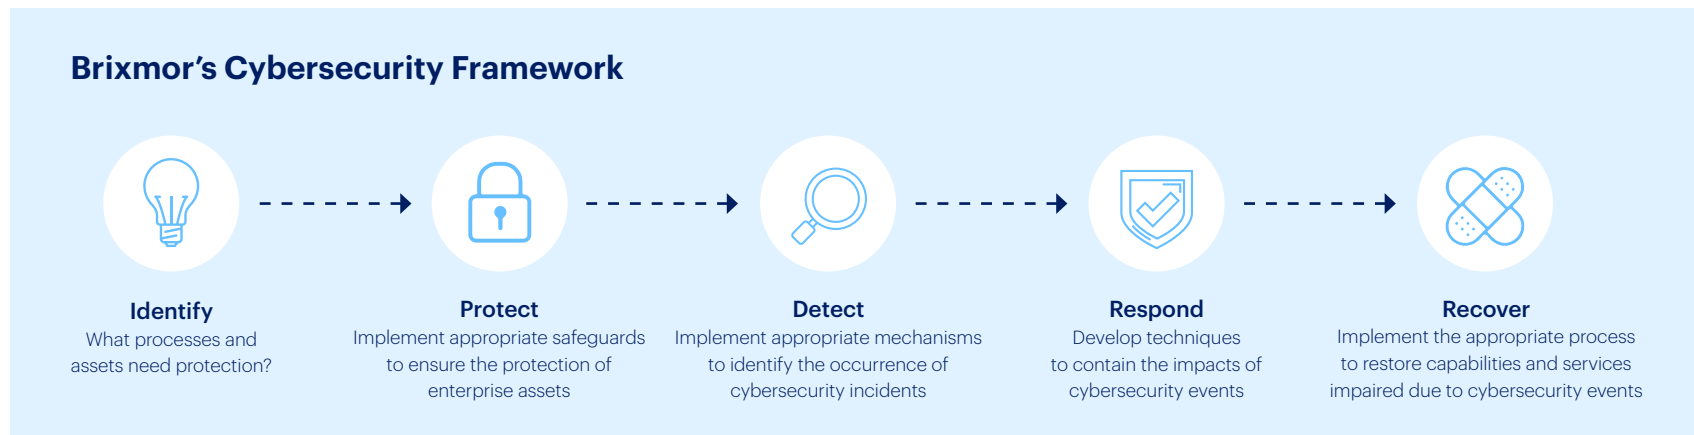 Brixmor’s Cybersecurity Framework
Identify
What processes and
assets need protection?
Protect
Implement appropriate safeguards
to ensure the protection of
enterprise assets
Detect
Implement appropriate mechanisms
to identify the occurrence of
cybersecurity incidents
Respond
Develop techniques
to contain the impacts of
cybersecurity events
Recover
Implement the appropriate process
to restore capabilities and services
impaired due to cybersecurity events